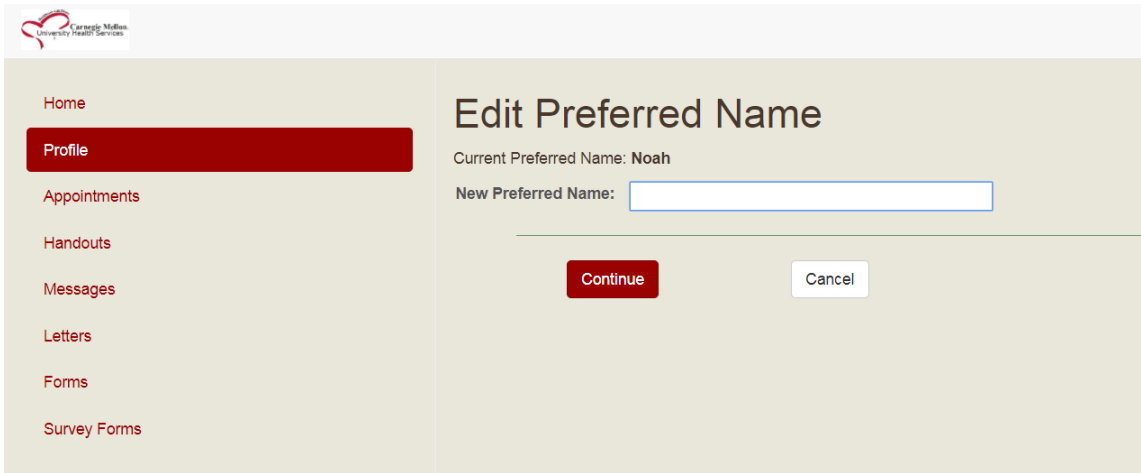 Carnegie Mellon.
University Health Services
Home
Profile
Appointments
Handouts
Messages
Letters
Forms
Survey Forms
Edit Preferred Name
Current Preferred Name: Noah
New Preferred Name:
Continue
Cancel